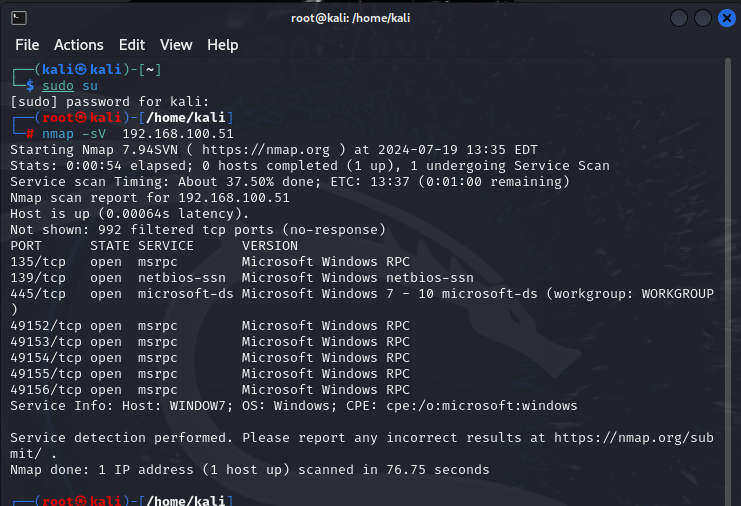 root@kali: /home/kali
File Actions Edit View Help
┌──(kali㉿kali)-[~]
└─$ sudo su
[sudo] password for kali:
┌──(root㉿kali)-[/home/kali]
└─# nmap -sV  192.168.100.51
Starting Nmap 7.94SVN ( https://nmap.org ) at 2024-07-19 13:35 EDT
Stats: 0:00:54 elapsed; 0 hosts completed (1 up), 1 undergoing Service Scan
Service scan Timing: About 37.50% done; ETC: 13:37 (0:01:00 remaining)
Nmap scan report for 192.168.100.51
Host is up (0.00064s latency).
Not shown: 992 filtered tcp ports (no-response)
PORT      STATE SERVICE      VERSION
135/tcp   open  msrpc        Microsoft Windows RPC
139/tcp   open  netbios-ssn  Microsoft Windows netbios-ssn
445/tcp   open  microsoft-ds Microsoft Windows 7 - 10 microsoft-ds (workgroup: WORKGROUP
)
49152/tcp open  msrpc        Microsoft Windows RPC
49153/tcp open  msrpc        Microsoft Windows RPC
49154/tcp open  msrpc        Microsoft Windows RPC
49155/tcp open  msrpc        Microsoft Windows RPC
49156/tcp open  msrpc        Microsoft Windows RPC
Service Info: Host: WINDOW7; OS: Windows; CPE: cpe:/o:microsoft:windows
Service detection performed. Please report any incorrect results at https://nmap.org/sub
mit/ .
Nmap done: 1 IP address (1 host up) scanned in 76.75 seconds
┌──(root㉿kali)-[/home/kali]